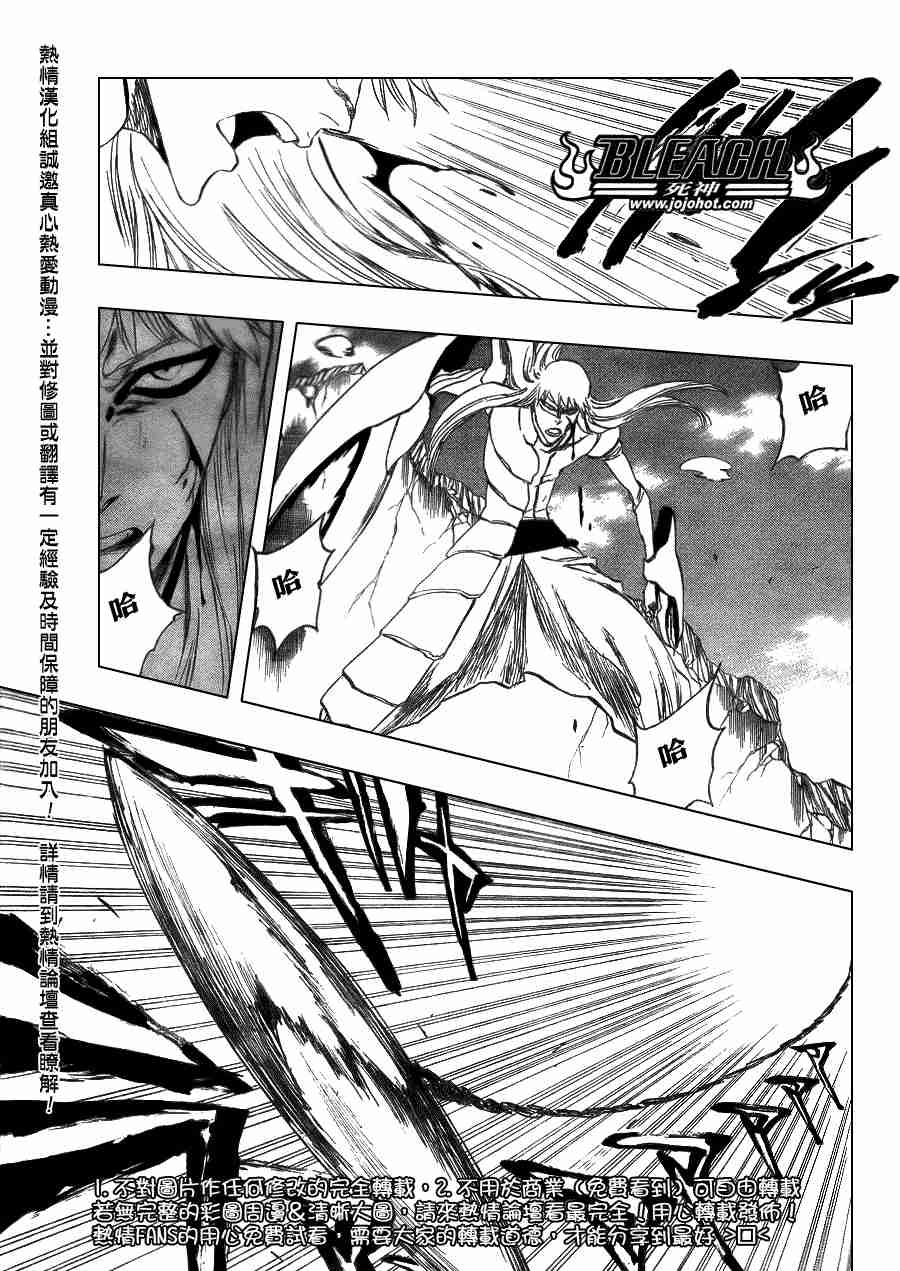 BLEACH
死神
www.jojohot.com
哈
哈
哈
哈
熱情漢化組誠邀真心熱愛動漫…並對修圖或翻譯有一定經驗及時間保障的朋友加入！ 詳情請到熱情論壇查看瞭解！
1. 不對圖片作任何修改的完全轉載，2. 不用於商業（免費看到）可自由轉載
若無完整的彩圖周漫&清晰大圖，請來熱情論壇看最完全！用心轉載發佈！
熱情FANS的用心免費試看，需要大家的轉載道德，才能分享到最好 >□<